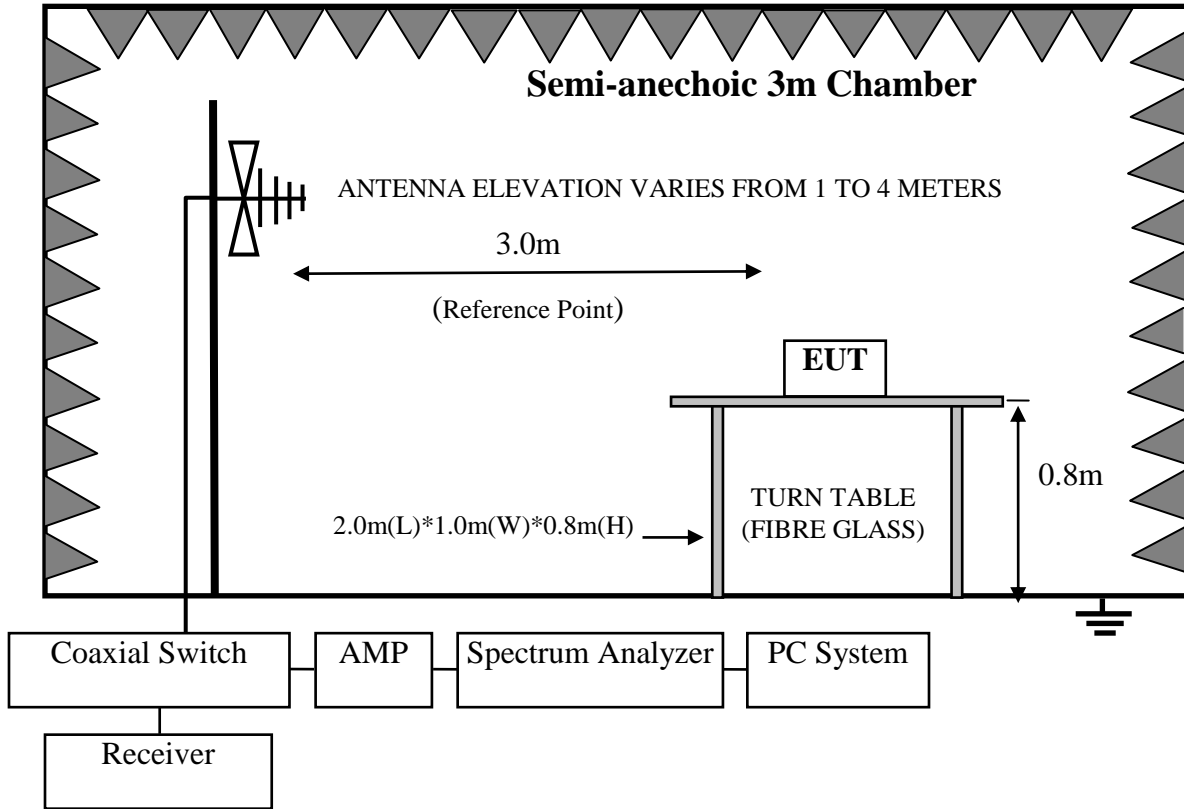 Semi-anechoic 3m Chamber
ANTENNA ELEVATION VARIES FROM 1 TO 4 METERS
3.0m
(Reference Point)
EUT
0.8m
TURN TABLE
(FIBRE GLASS)
2.0m(L)*1.0m(W)*0.8m(H)
Coaxial Switch
AMP
Spectrum Analyzer
PC System
Receiver